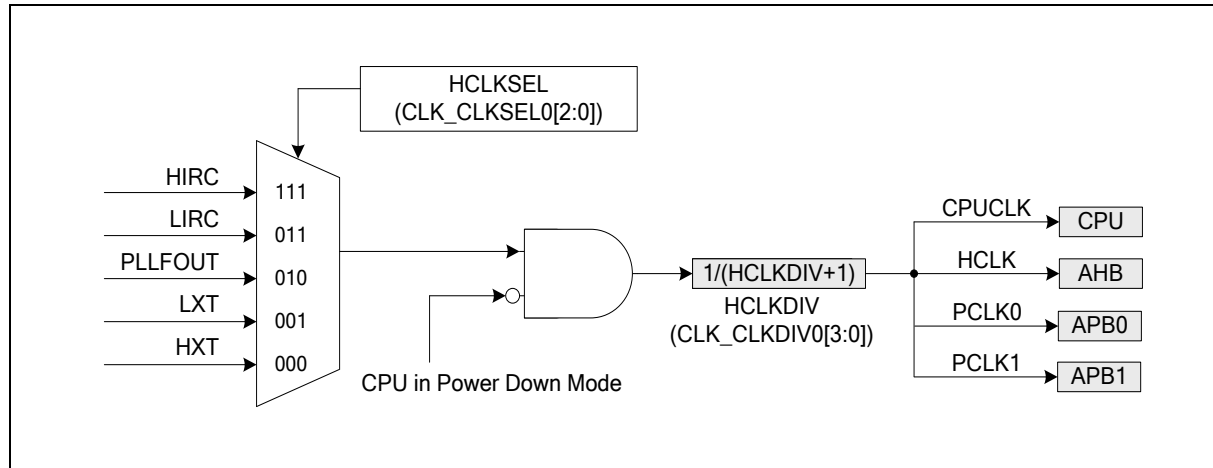 HCLKSEL
(CLK_CLKSEL0[2:0])
HIRC
111
LIRC
011
PLLFOUT
010
LXT
001
HXT
000
CPU in Power Down Mode
1/(HCLKDIV+1)
HCLKDIV
(CLK_CLKDIV0[3:0])
CPUCLK
CPU
HCLK
AHB
PCLK0
APB0
PCLK1
APB1